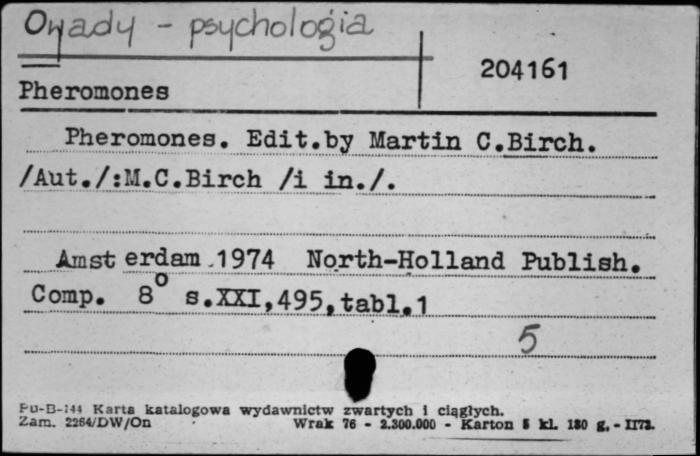 Owady - psychologia
204161
Pheromones
Pheromones. Edit.by Martin C.Birch.
/Aut./:M.C.Birch /i in./.
Amsterdam 1974 North-Holland Publish.
Comp. 8° s.XXI,495,tabl.1
5
Pu-B-144 Karta katalogowa wydawnictw zwartych i ciągłych.
Zam. 2264/DW/On Wrak 76 - 2.300.000 - Karton 5 kl. 180 g. -